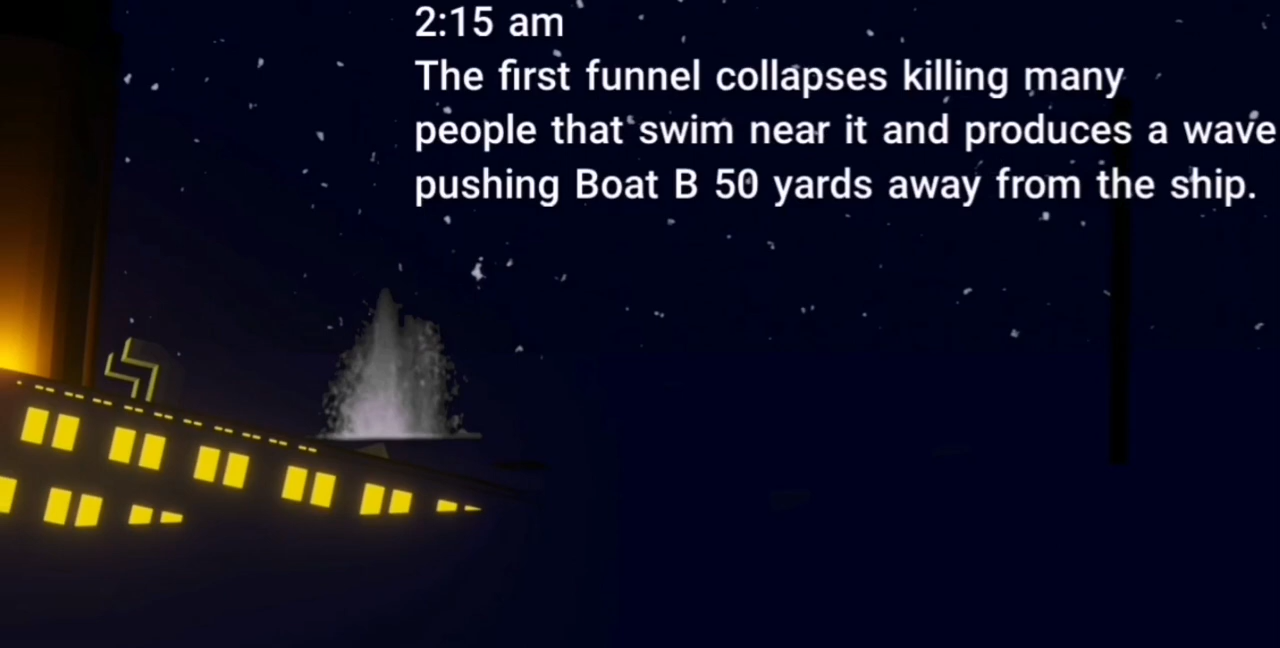 2:15 am
The first funnel collapses killing many
people that swim near it and produces a wave
pushing Boat B 50 yards away from the ship.